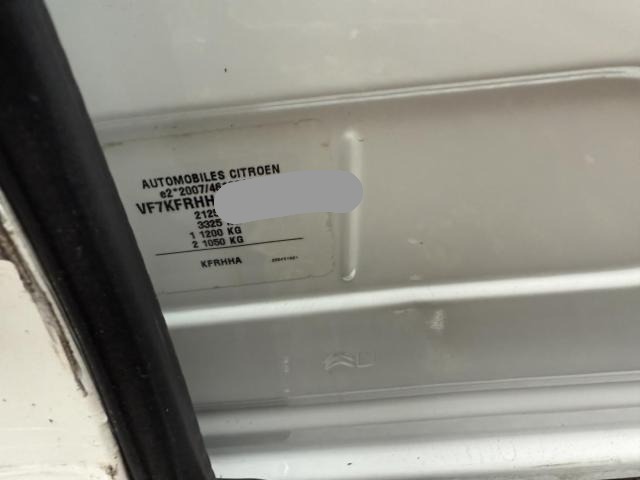 AUTOMOBILES CITROEN
e2*2007/46
VF7KFRHH
2125
3325
1 1200 KG
2 1050 KG
KFRHHA